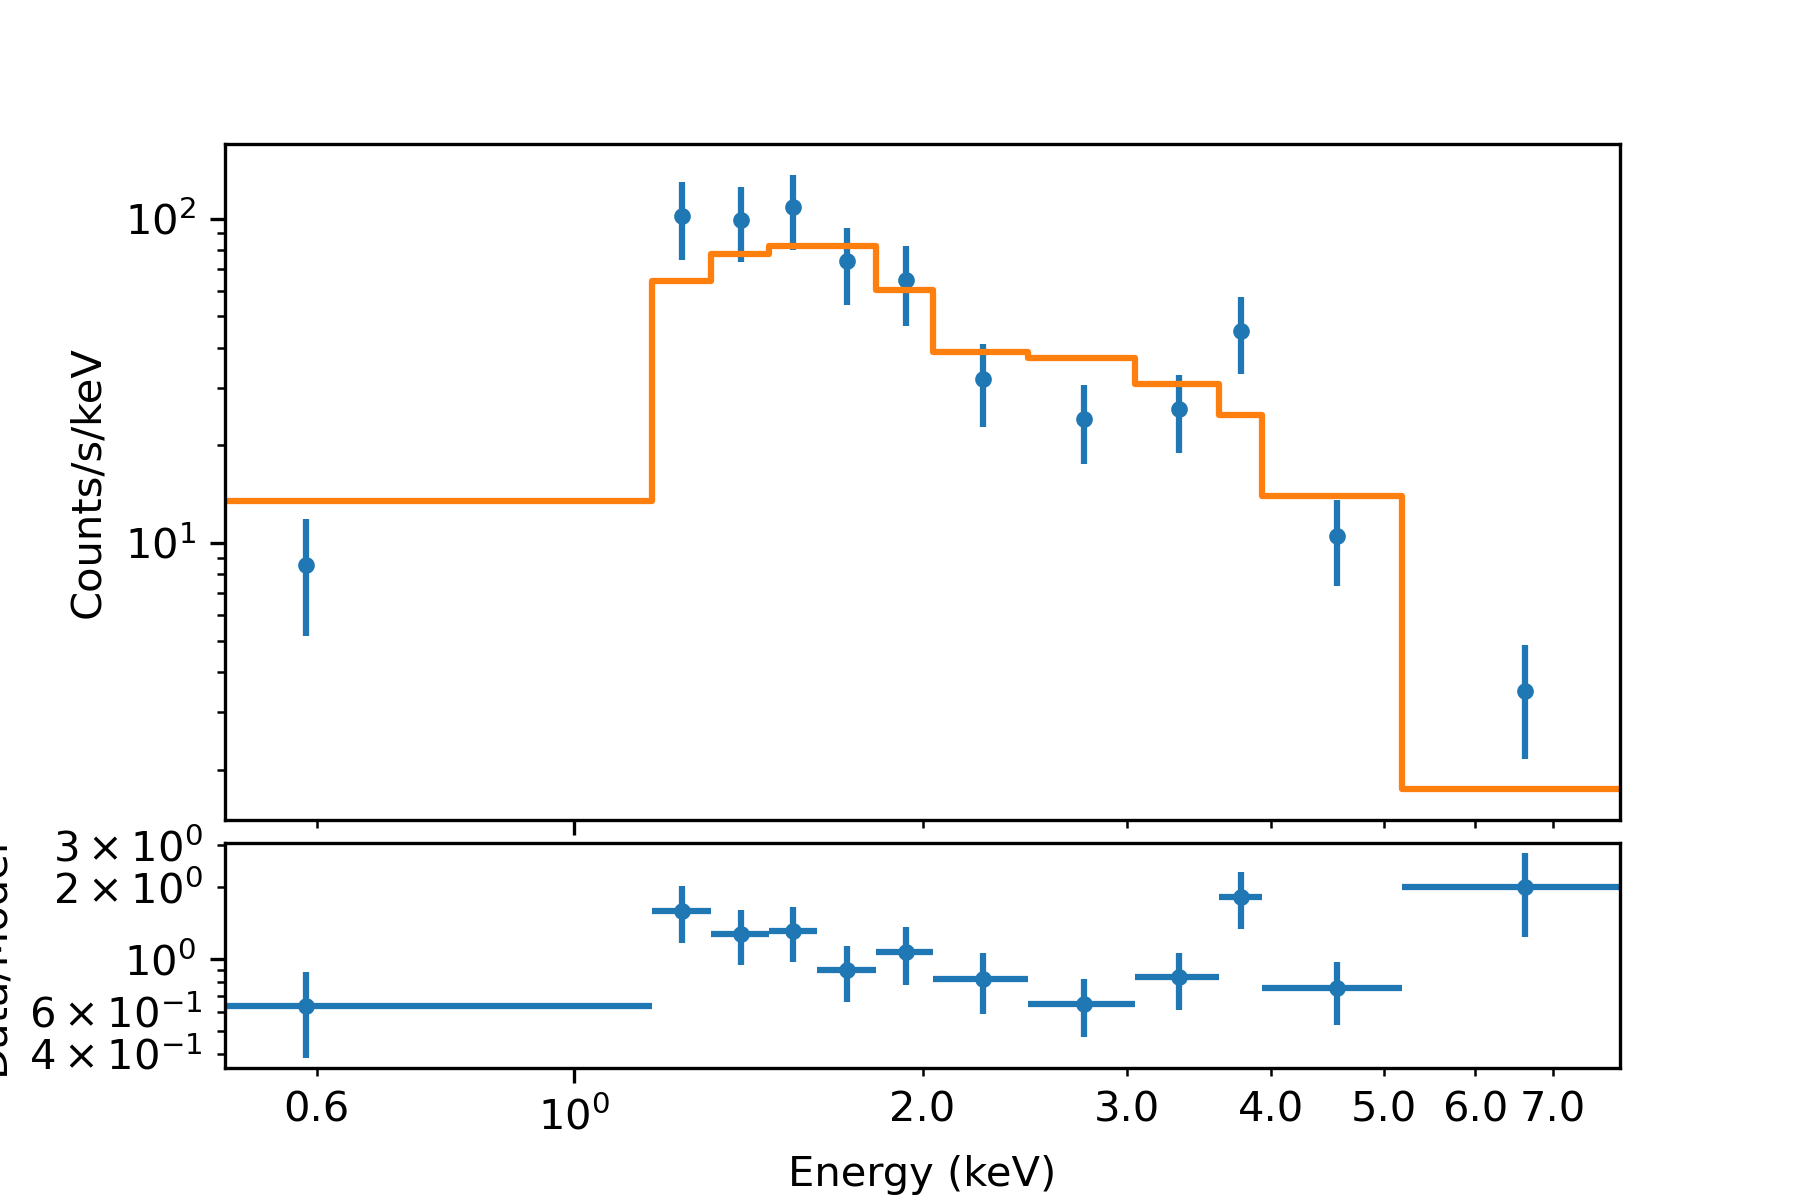 10²
10¹
Counts/s/keV
3 × 10⁰
2 × 10⁰
10⁰
6 × 10⁻¹
4 × 10⁻¹
0.6 10⁰ 2.0 3.0 4.0 5.0 6.0 7.0
Energy (keV)